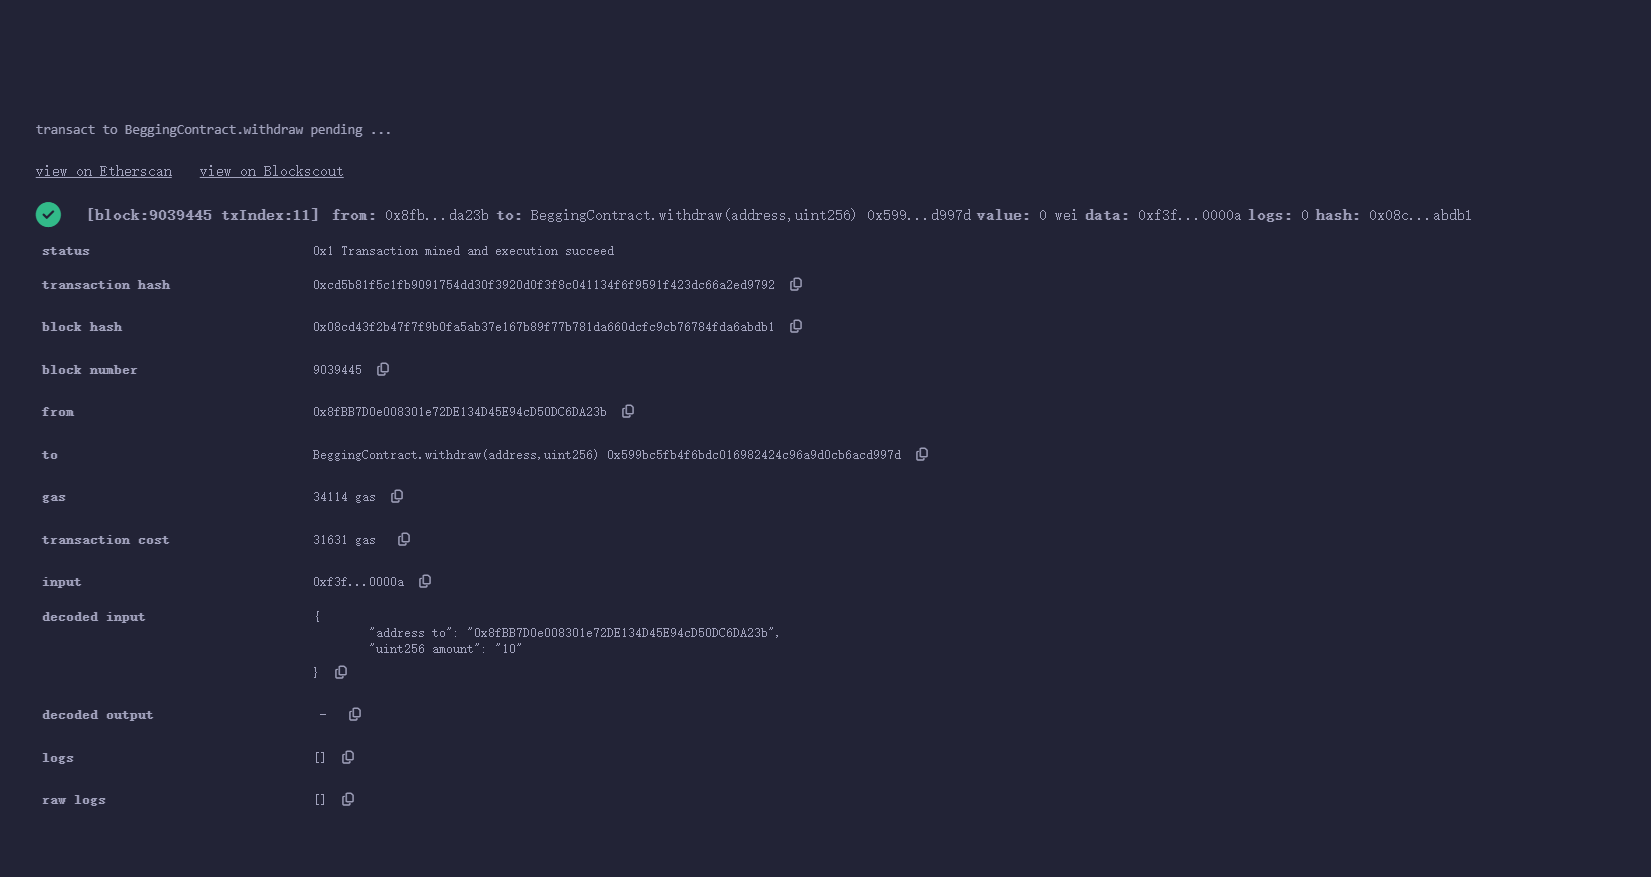 transact to BeggingContract.withdraw pending ...
view on Etherscan view on Blockscout
[block:9039445 txIndex:11] from: 0x8fb...da23b to: BeggingContract.withdraw(address,uint256) 0x599...d997d value: 0 wei data: 0xf3f...0000a logs: 0 hash: 0x08c...abdb1
status 0x1 Transaction mined and execution succeed
transaction hash 0xcd5b81f5c1fb9091754dd30f3920d0f3f8c041134f6f9591f423dc66a2ed9792
block hash 0x08cd43f2b47f7f9b0fa5ab37e167b89f77b781da660dcfc9cb76784fda6abdb1
block number 9039445
from 0x8fBB7D0e008301e72DE134D45E94cD50DC6DA23b
to BeggingContract.withdraw(address,uint256) 0x599bc5fb4f6bdc016982424c96a9d0cb6acd997d
gas 34114 gas
transaction cost 31631 gas
input 0xf3f...0000a
decoded input {
"address to": "0x8fBB7D0e008301e72DE134D45E94cD50DC6DA23b",
"uint256 amount": "10"
}
decoded output -
logs []
raw logs []